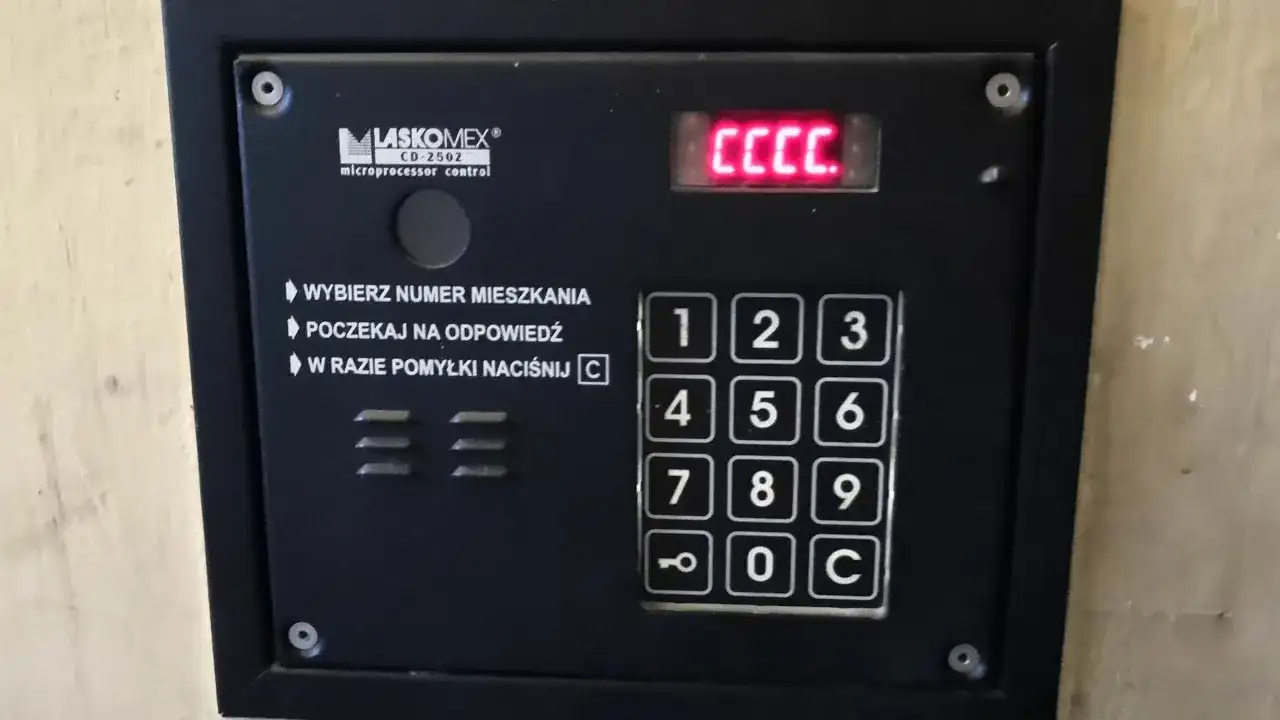 LASKOMEX®
CD-2502
microprocessor control
CCCC.
WYBIERZ NUMER MIESZKANIA
POCZEKAJ NA ODPOWIEDŹ
W RAZIE POMYŁKI NACIŚNIJ C
1 2 3
4 5 6
7 8 9
0 C